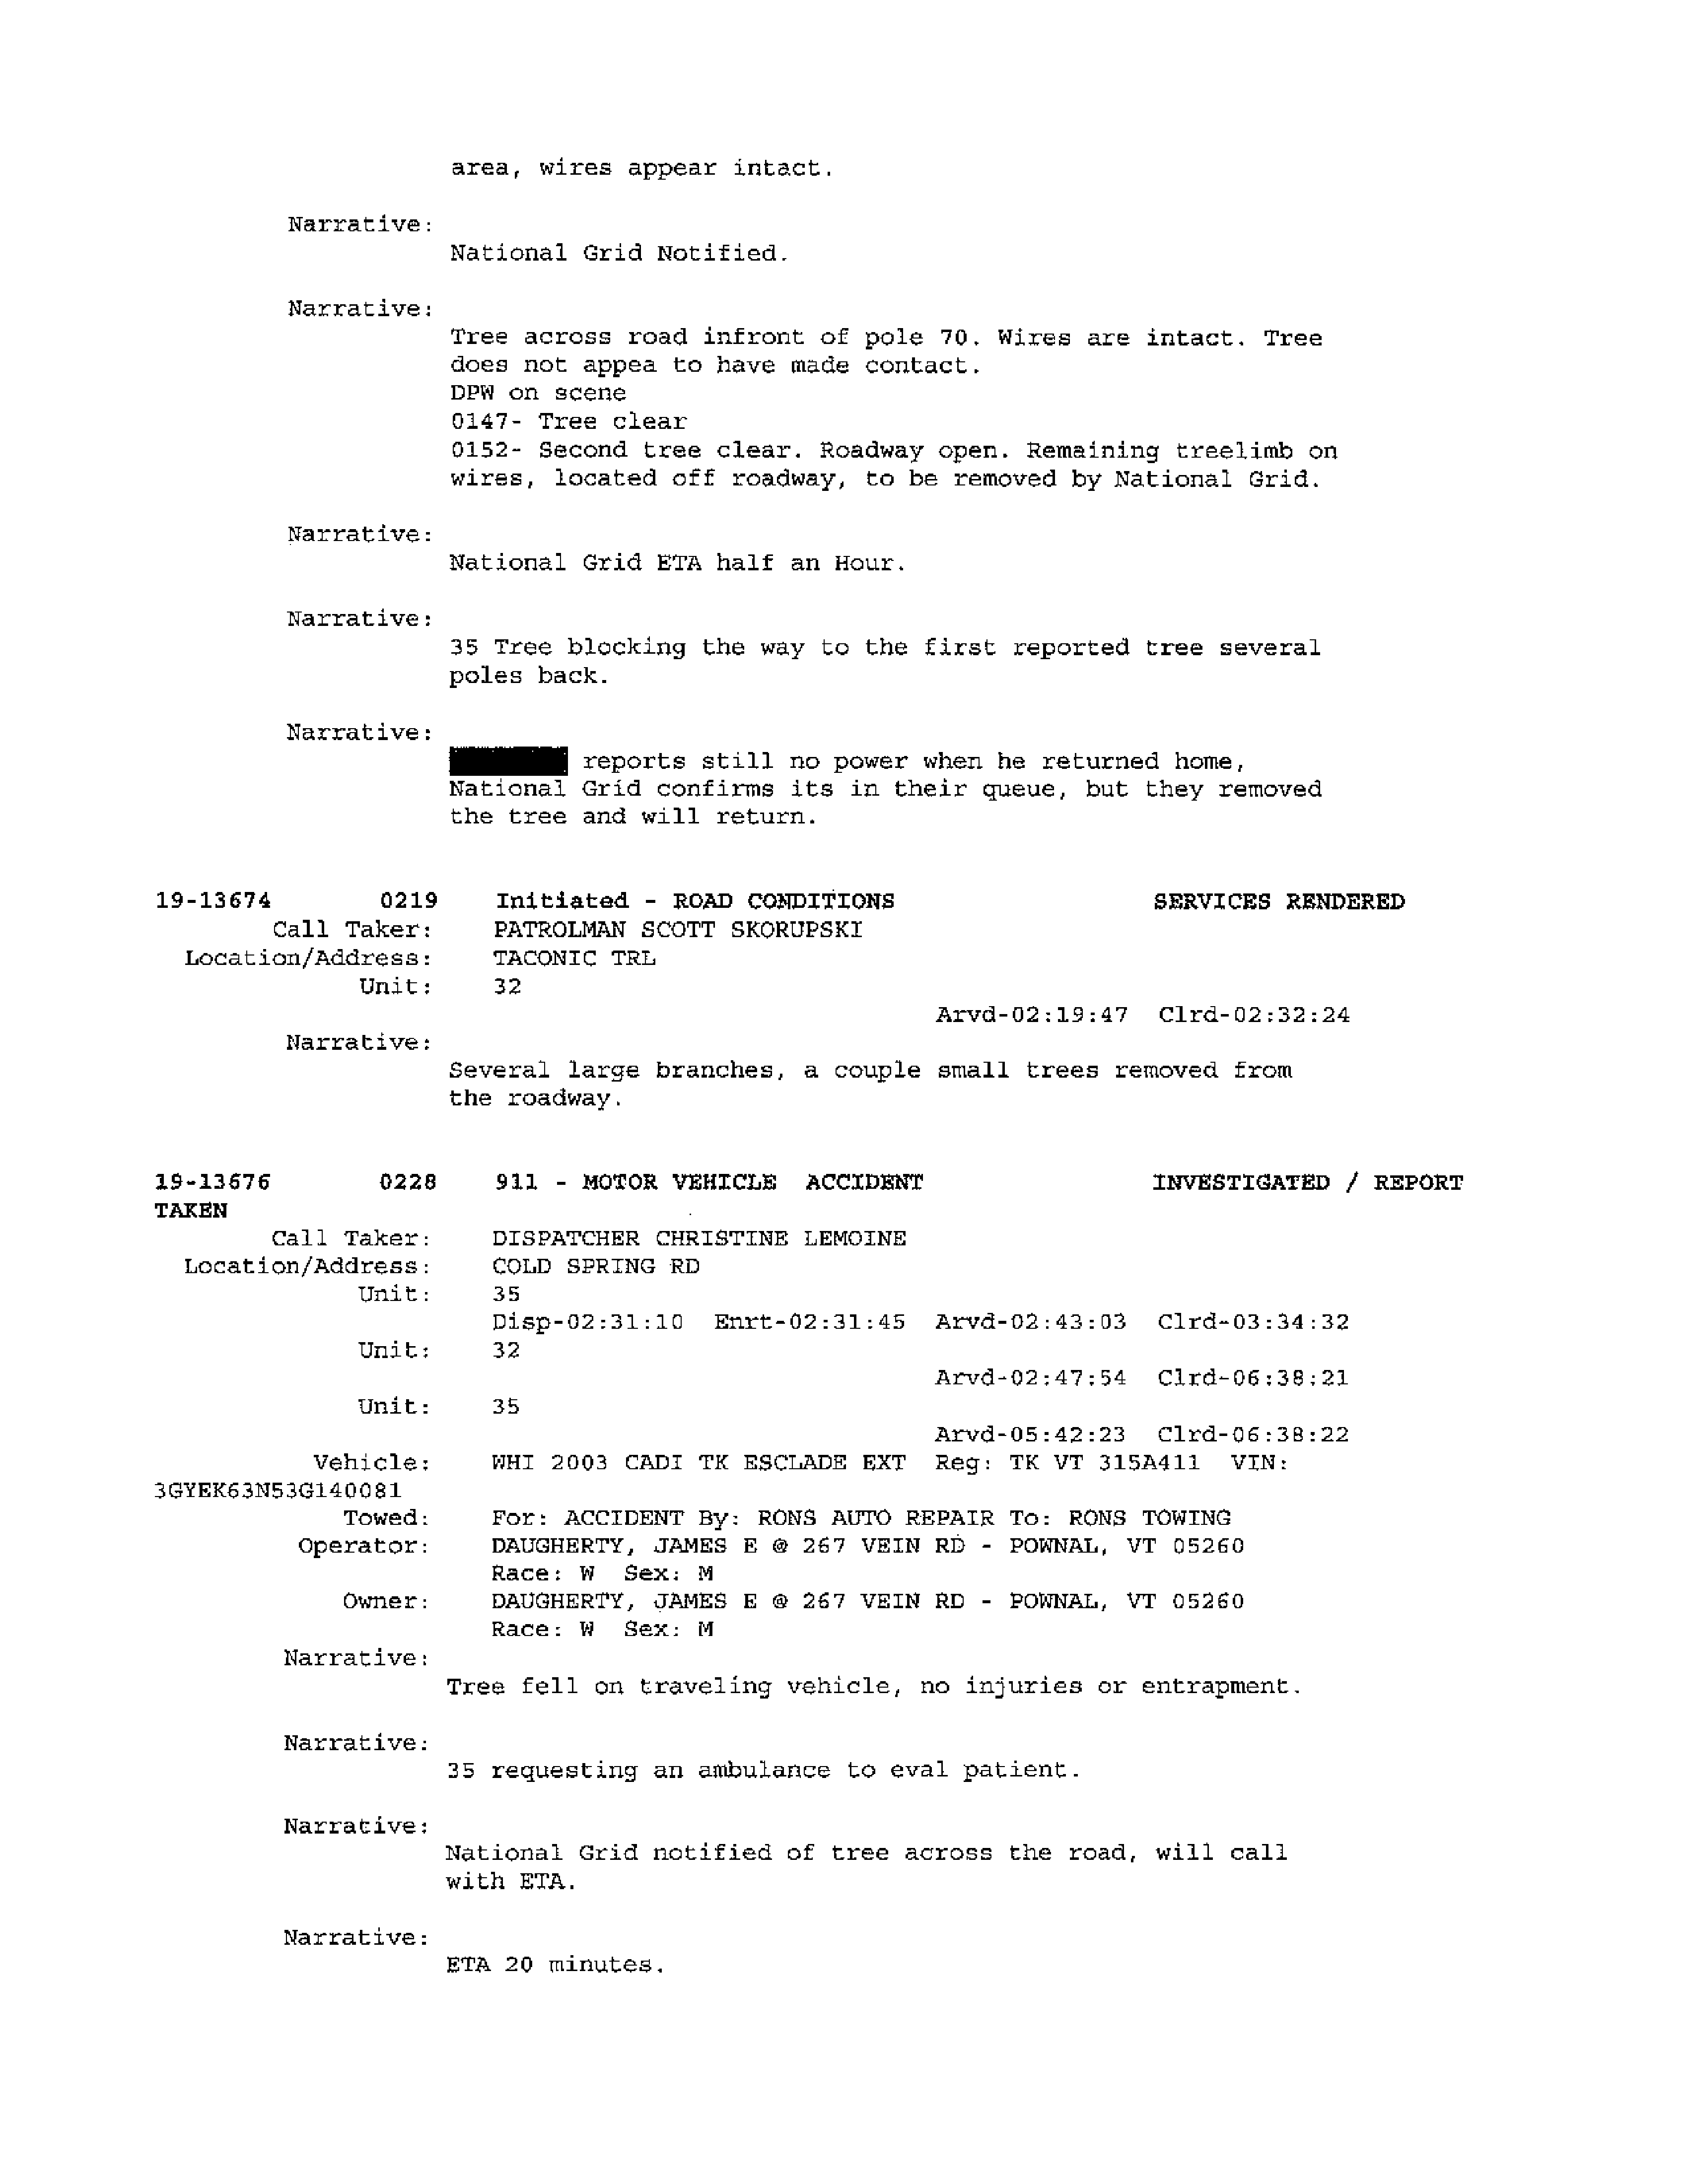 area, wires appear intact.
Narrative:
National Grid Notified.
Narrative:
Tree across road infront of pole 70. Wires are intact. Tree
does not appea to have made contact.
DPW on scene
0147- Tree clear
0152- Second tree clear. Roadway open. Remaining treelimb on
wires, located off roadway, to be removed by National Grid.
Narrative:
National Grid ETA half an Hour.
Narrative:
35 Tree blocking the way to the first reported tree several
poles back.
Narrative:
reports still no power when he returned home,
National Grid confirms its in their queue, but they removed
the tree and will return.
19-13674 0219 Initiated - ROAD CONDITIONS SERVICES RENDERED
Call Taker: PATROLMAN SCOTT SKORUPSKI
Location/Address: TACONIC TRL
Unit: 32
Arvd-02:19:47 Clrd-02:32:24
Narrative:
Several large branches, a couple small trees removed from
the roadway.
19-13676 0228 911 - MOTOR VEHICLE ACCIDENT INVESTIGATED / REPORT
TAKEN
Call Taker: DISPATCHER CHRISTINE LEMOINE
Location/Address: COLD SPRING RD
Unit: 35
Disp-02:31:10 Enrt-02:31:45 Arvd-02:43:03 Clrd-03:34:32
Unit: 32
Arvd-02:47:54 Clrd-06:38:21
Unit: 35
Arvd-05:42:23 Clrd-06:38:22
Vehicle: WHI 2003 CADI TK ESCLADE EXT Reg: TK VT 315A411 VIN:
3GYEK63N53G140081
Towed: For: ACCIDENT By: RONS AUTO REPAIR To: RONS TOWING
Operator: DAUGHERTY, JAMES E @ 267 VEIN RD - POWNAL, VT 05260
Race: W Sex: M
Owner: DAUGHERTY, JAMES E @ 267 VEIN RD - POWNAL, VT 05260
Race: W Sex: M
Narrative:
Tree fell on traveling vehicle, no injuries or entrapment.
Narrative:
35 requesting an ambulance to eval patient.
Narrative:
National Grid notified of tree across the road, will call
with ETA.
Narrative:
ETA 20 minutes.